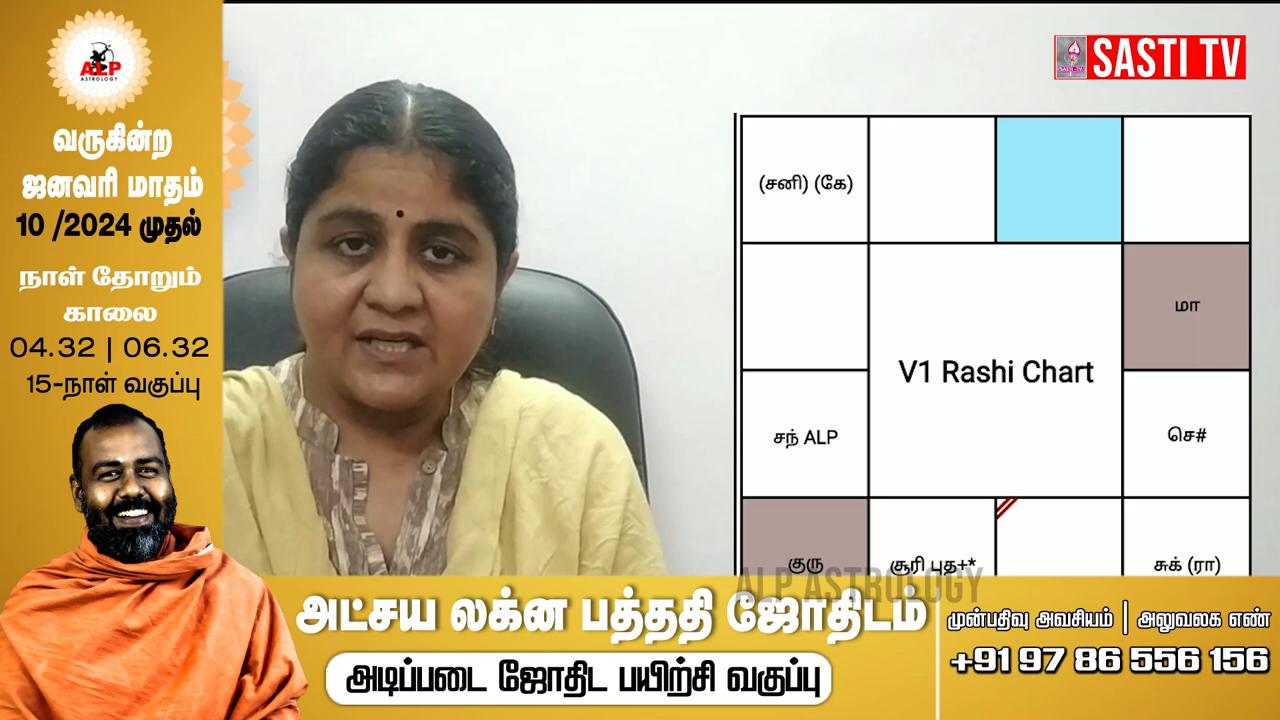 ALP
ASTROLOGY
வருகின்ற
ஜனவரி மாதம்
10 /2024 முதல்
நாள் தோறும்
காலை
04.32 | 06.32
15-நாள் வகுப்பு
SASTI TV
(சனி) (கே)
மா
V1 Rashi Chart
சந் ALP
செ#
குரு
சூரி புத+*
சுக் (ரா)
ALP ASTROLOGY
அட்சய லக்ன பத்ததி ஜோதிடம்
அடிப்படை ஜோதிட பயிற்சி வகுப்பு
முன்பதிவு அவசியம் | அலுவலக எண்
+91 97 86 556 156